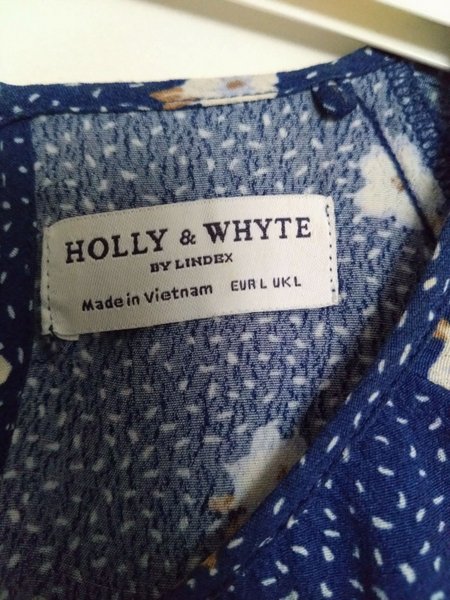 HOLLY & WHYTE
BY LINDEX
Made in Vietnam EUR L UK L